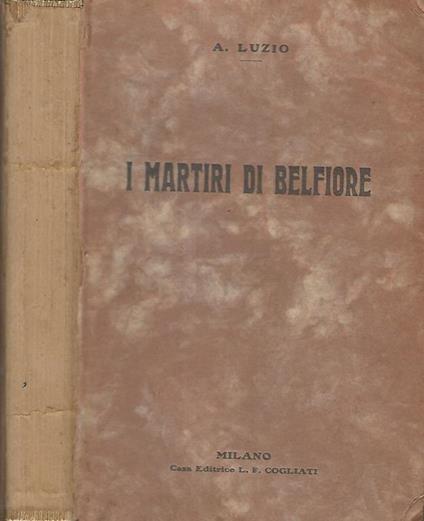 A. LUZIO
I MARTIRI DI BELFIORE
MILANO
Casa Editrice L. F. COGLIATI